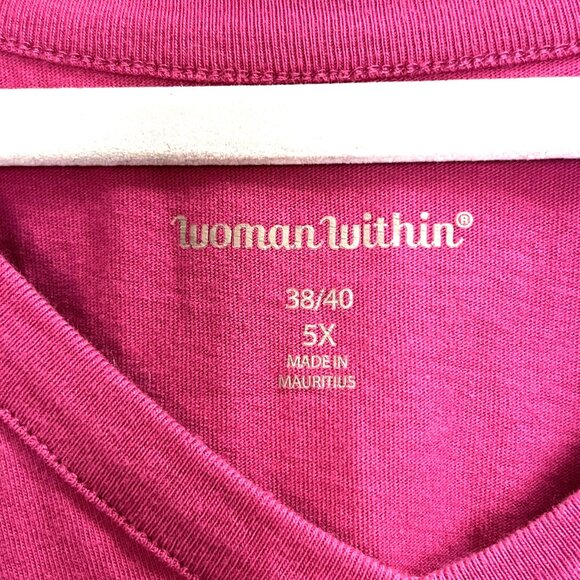 Woman Within®
38/40
5X
MADE IN
MAURITIUS